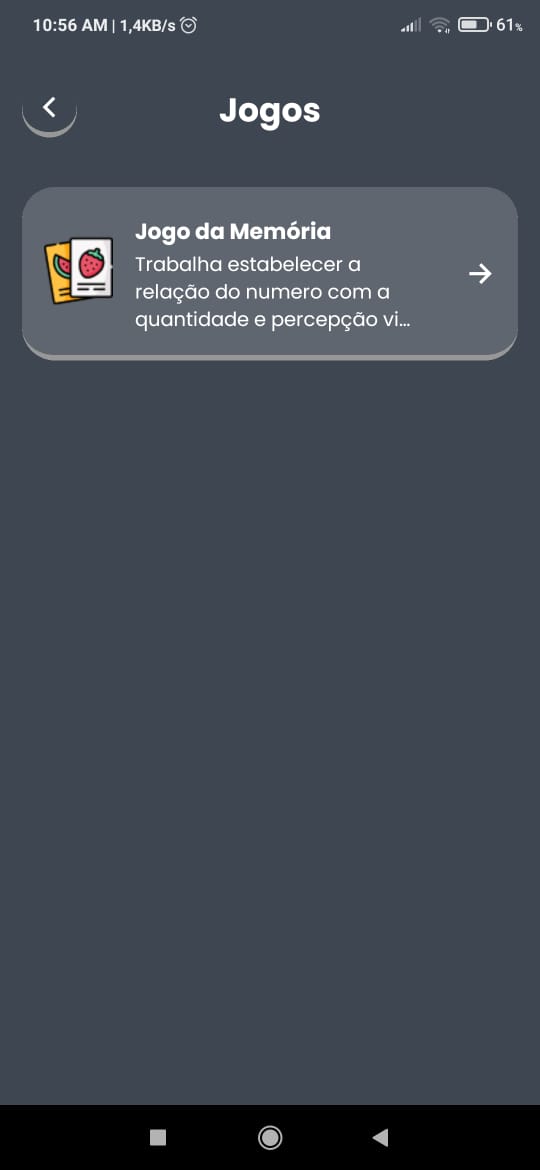 10:56 AM | 1,4KB/s 61%
Jogos
Jogo da Memória
Trabalha estabelecer a
relação do numero com a
quantidade e percepção vi...